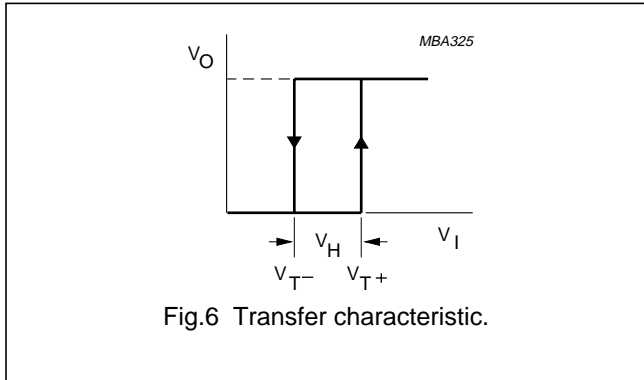 MBA325
VO
VH
VI
VT−
VT+
Fig.6 Transfer characteristic.